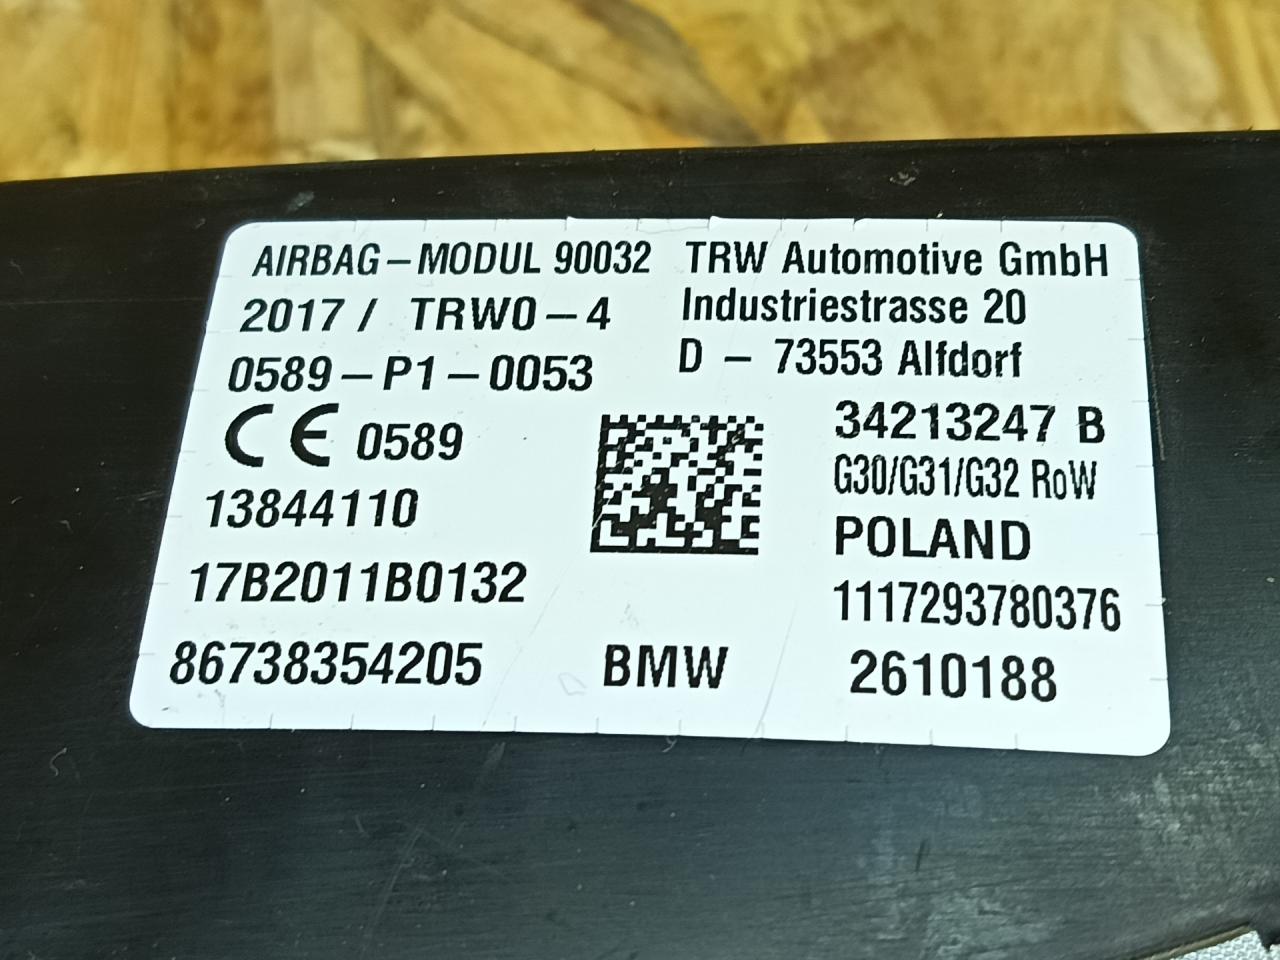 AIRBAG-MODUL 90032
2017 / TRW0-4
0589-P1-0053
CE 0589
13844110
17B2011B0132
86738354205
TRW Automotive GmbH
Industriestrasse 20
D - 73553 Alfdorf
34213247 B
G30/G31/G32 RoW
POLAND
1117293780376
BMW 2610188